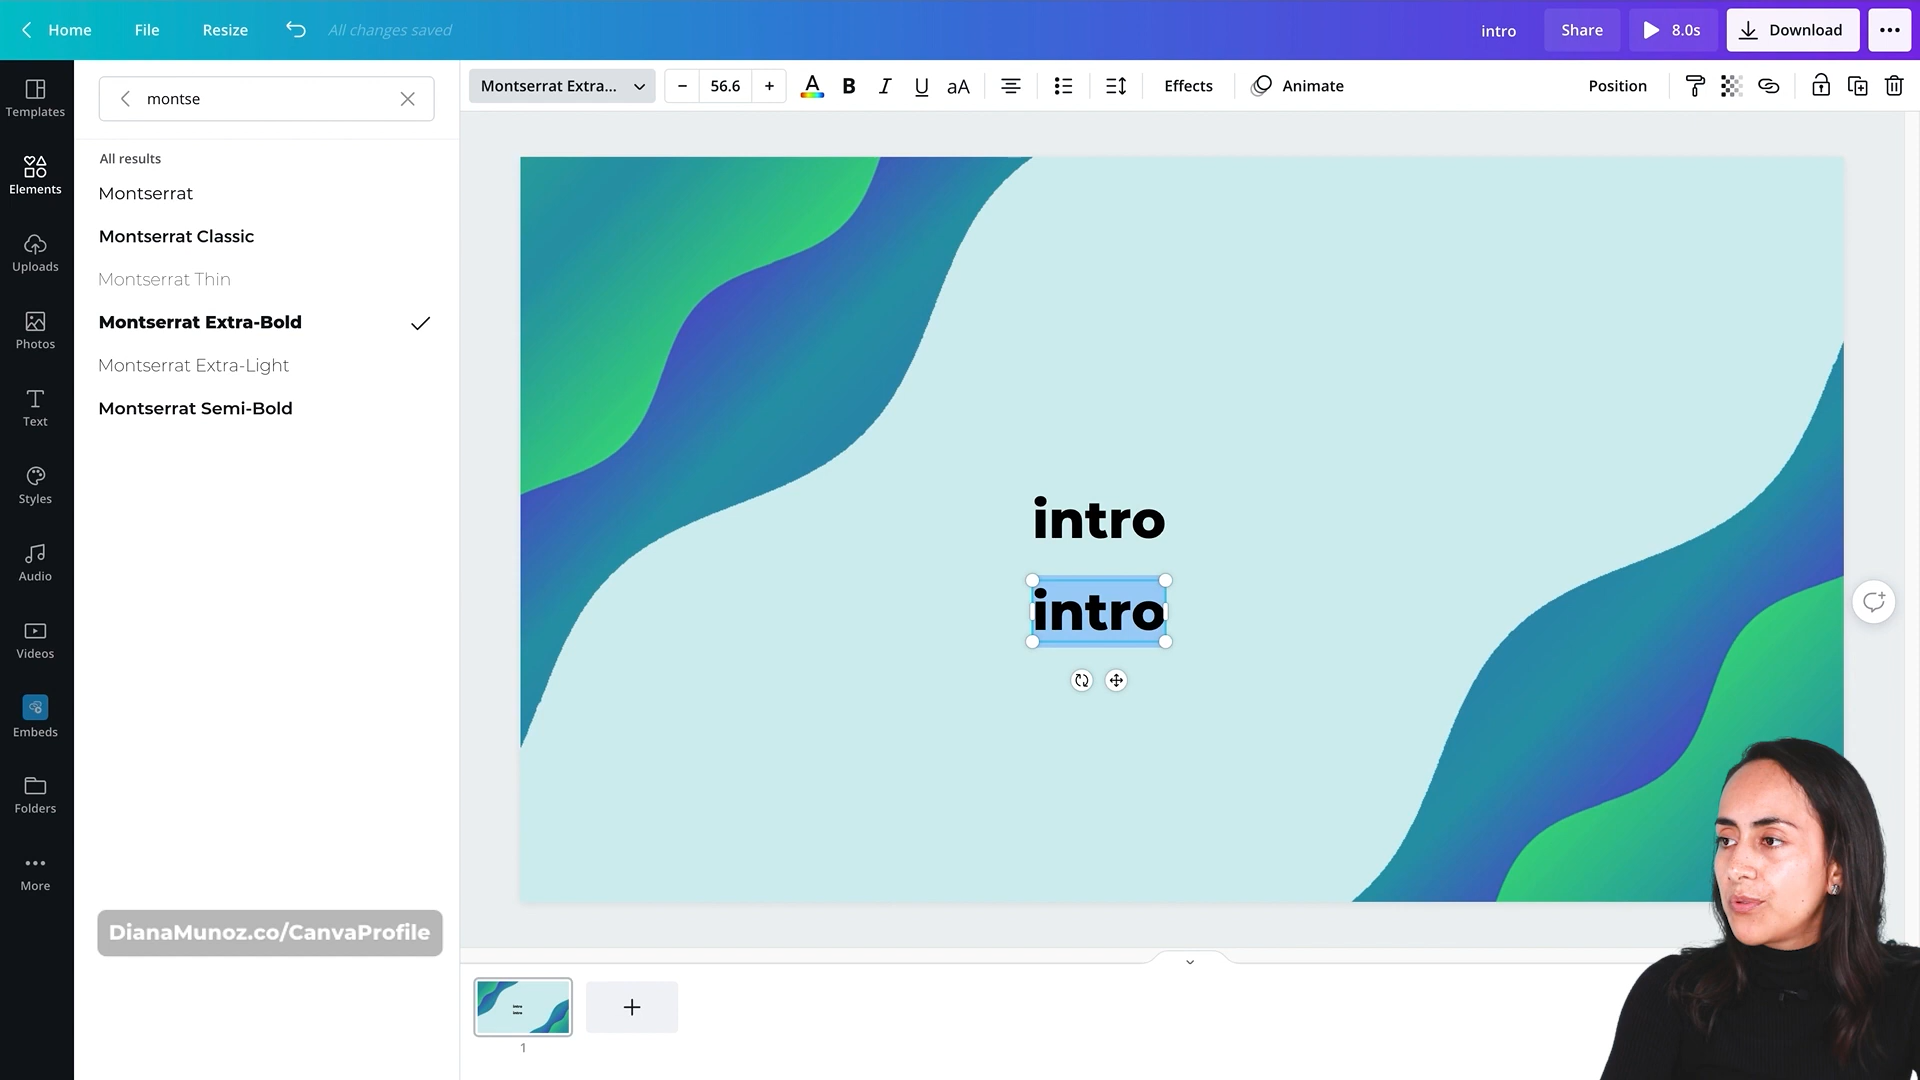 Home File Resize All changes saved intro Share 8.0s Download
montse
Montserrat Extra... 56.6 A B I U aA Effects Animate Position
Templates
Elements
Uploads
Photos
Text
Styles
Audio
Videos
Embeds
Folders
More
All results
Montserrat
Montserrat Classic
Montserrat Thin
Montserrat Extra-Bold
Montserrat Extra-Light
Montserrat Semi-Bold
DianaMunoz.co/CanvaProfile
intro
intro
1